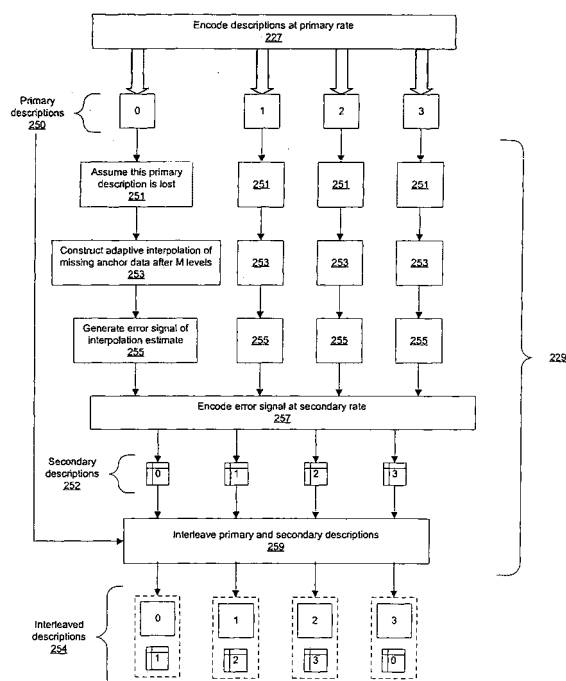 Encode descriptions at primary rate
227
Primary
descriptions
250
0 1 2 3
Assume this primary
description is lost
251
251 251 251
Construct adaptive interpolation of
missing anchor data after M levels
253
253 253 253
Generate error signal of
interpolation estimate
255
255 255 255
229
Encode error signal at secondary rate
257
Secondary
descriptions
252
0 1 2 3
Interleave primary and secondary descriptions
259
Interleaved
descriptions
254
0 1 2 3
1 2 3 0